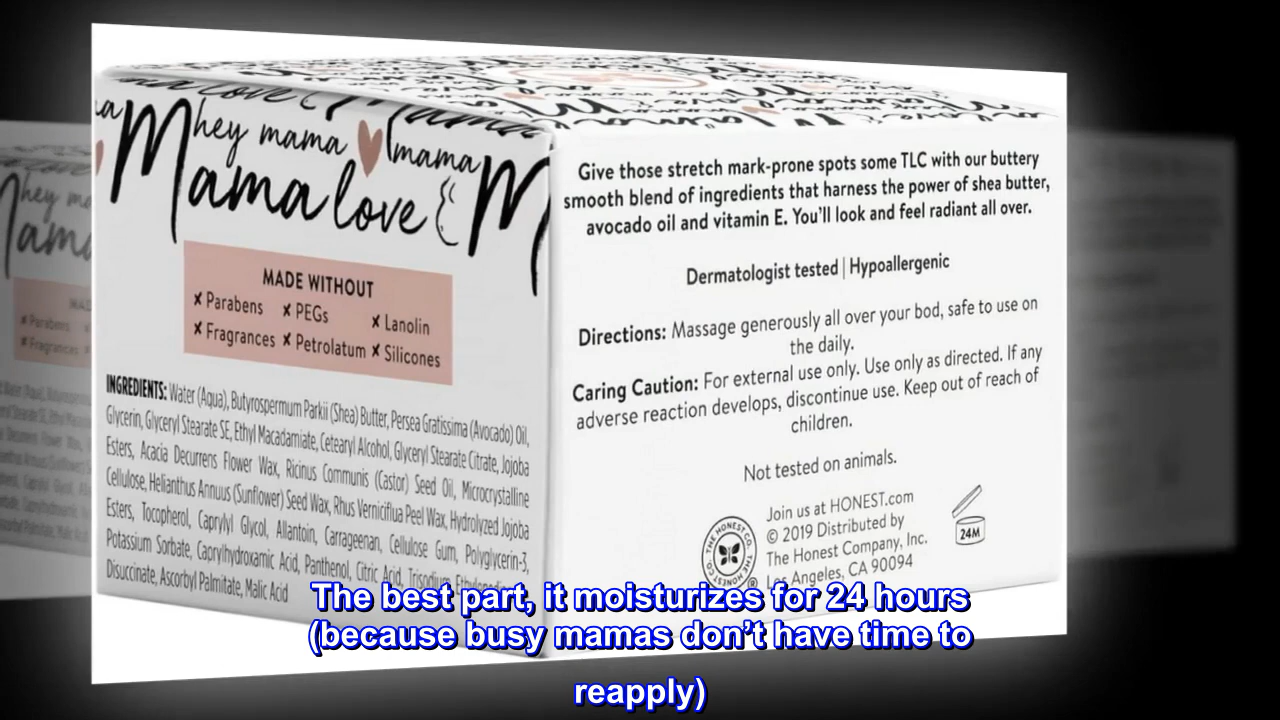 hey mama
mama
Mama love
M
MADE WITHOUT
✗ Parabens ✗ PEGs ✗ Lanolin
✗ Fragrances ✗ Petrolatum ✗ Silicones
INGREDIENTS: Water (Aqua), Butyrospermum Parkii (Shea) Butter, Persea Gratissima (Avocado) Oil,
Glycerin, Glyceryl Stearate SE, Ethyl Macadamiate, Cetearyl Alcohol, Glyceryl Stearate Citrate, Jojoba
Esters, Acacia Decurrens Flower Wax, Ricinus Communis (Castor) Seed Oil, Microcrystalline
Cellulose, Helianthus Annuus (Sunflower) Seed Wax, Rhus Verniciflua Peel Wax, Hydrolyzed Jojoba
Esters, Tocopherol, Caprylyl Glycol, Allantoin, Carrageenan, Cellulose Gum, Polyglycerin-3,
Potassium Sorbate, Caprylhydroxamic Acid, Panthenol, Citric Acid, Trisodium
Disuccinate, Ascorbyl Palmitate, Malic Acid
Give those stretch mark-prone spots some TLC with our buttery
smooth blend of ingredients that harness the power of shea butter,
avocado oil and vitamin E. You'll look and feel radiant all over.
Dermatologist tested | Hypoallergenic
Directions: Massage generously all over your bod, safe to use on
the daily.
Caring Caution: For external use only. Use only as directed. If any
adverse reaction develops, discontinue use. Keep out of reach of
children.
Not tested on animals.
THE HONEST CO. THE HONEST CO.
Join us at HONEST.com
© 2019 Distributed by
The Honest Company, Inc.
Los Angeles, CA 90094
24M
The best part, it moisturizes for 24 hours
(because busy mamas don't have time to
reapply)